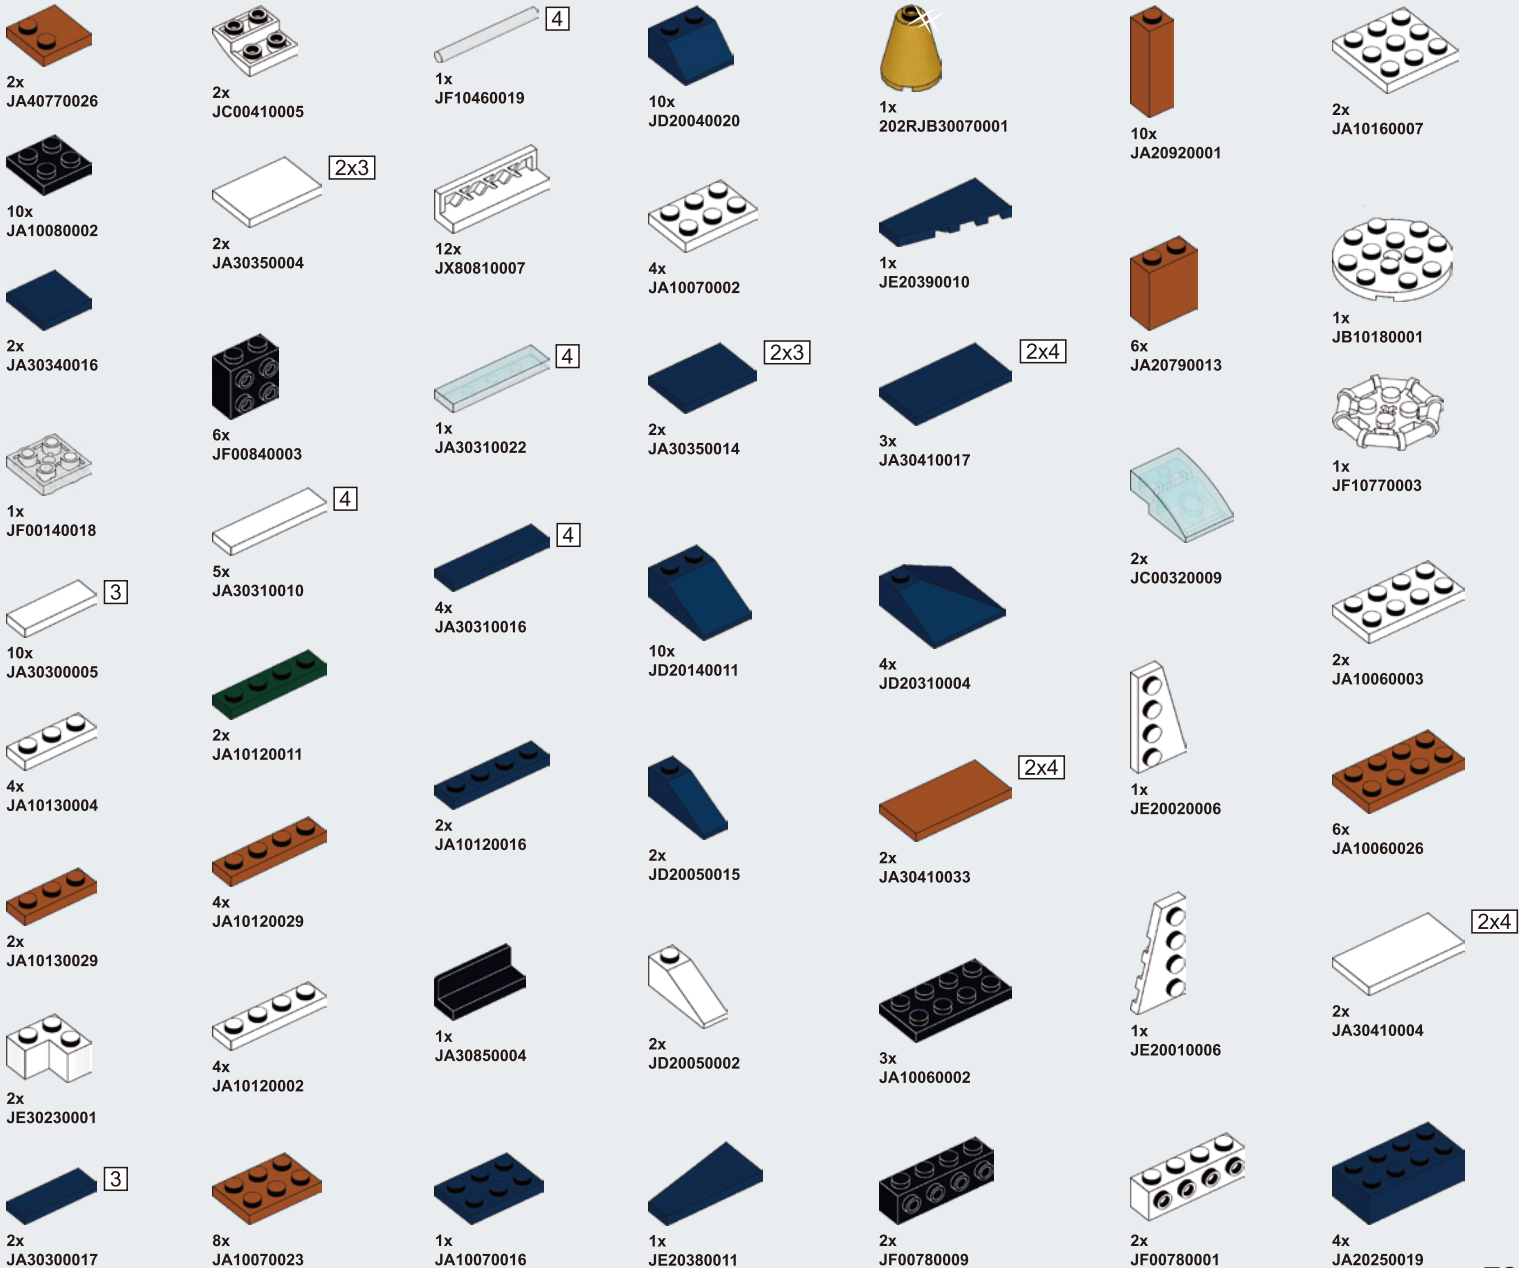 2x
JA40770026
10x
JA10080002
2x
JA30340016
1x
JF00140018
3
10x
JA30300005
4x
JA10130004
2x
JA10130029
2x
JE30230001
3
2x
JA30300017
2x
JC00410005
2x3
2x
JA30350004
6x
JF00840003
4
5x
JA30310010
2x
JA10120011
4x
JA10120029
4x
JA10120002
8x
JA10070023
4
1x
JF10460019
12x
JX80810007
4
1x
JA30310022
4
4x
JA30310016
2x
JA10120016
1x
JA30850004
1x
JA10070016
10x
JD20040020
4x
JA10070002
2x3
2x
JA30350014
10x
JD20140011
2x
JD20050015
2x
JD20050002
1x
JE20380011
1x
202RJB30070001
1x
JE20390010
2x4
3x
JA30410017
4x
JD20310004
2x4
2x
JA30410033
3x
JA10060002
2x
JF00780009
10x
JA20920001
6x
JA20790013
2x
JC00320009
1x
JE20020006
1x
JE20010006
2x
JF00780001
2x
JA10160007
1x
JB10180001
1x
JF10770003
2x
JA10060003
6x
JA10060026
2x4
2x
JA30410004
4x
JA20250019